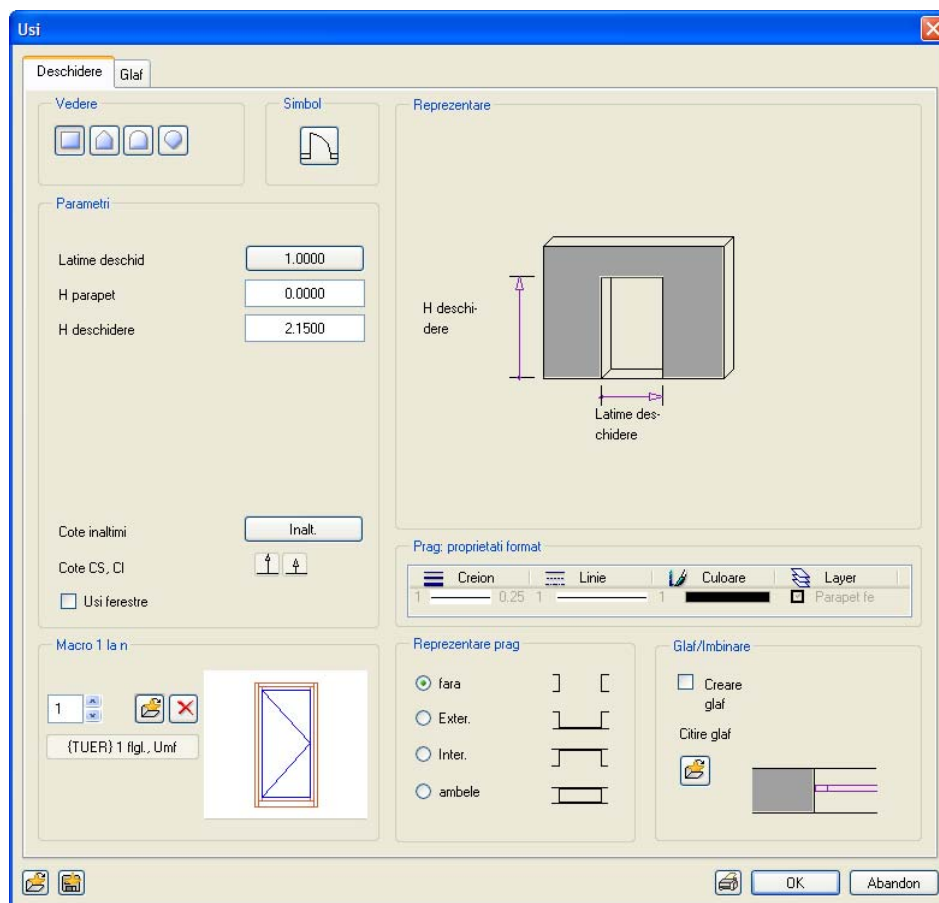 Usi
Deschidere Glaf
Vedere
Simbol
Parametri
Latime deschid 1.0000
H parapet 0.0000
H deschidere 2.1500
Cote inaltimi Inalt.
Cote CS, CI
Usi ferestre
Macro 1 la n
1
{TUER} 1 flgl., Umf
Reprezentare
H deschi-
dere
Latime des-
chidere
Prag: proprietati format
Creion Linie Culoare Layer
1 0.25 1 1 Parapet fe
Reprezentare prag
fara
Exter.
Inter.
ambele
Glaf/Imbinare
Creare
glaf
Citire glaf
OK Abandon